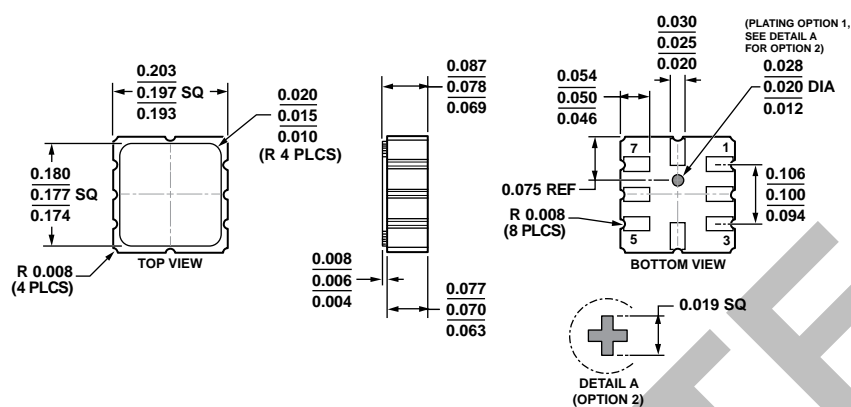 0.203
0.197 SQ
0.193
0.020
0.015
0.010
(R 4 PLCS)
0.180
0.177 SQ
0.174
R 0.008
(4 PLCS)
TOP VIEW
0.087
0.078
0.069
0.008
0.006
0.004
0.077
0.070
0.063
0.030
0.025
0.020
(PLATING OPTION 1,
SEE DETAIL A
FOR OPTION 2)
0.028
0.020 DIA
0.012
0.054
0.050
0.046
7
1
0.075 REF
0.106
0.100
0.094
R 0.008
(8 PLCS)
5
3
BOTTOM VIEW
0.019 SQ
DETAIL A
(OPTION 2)